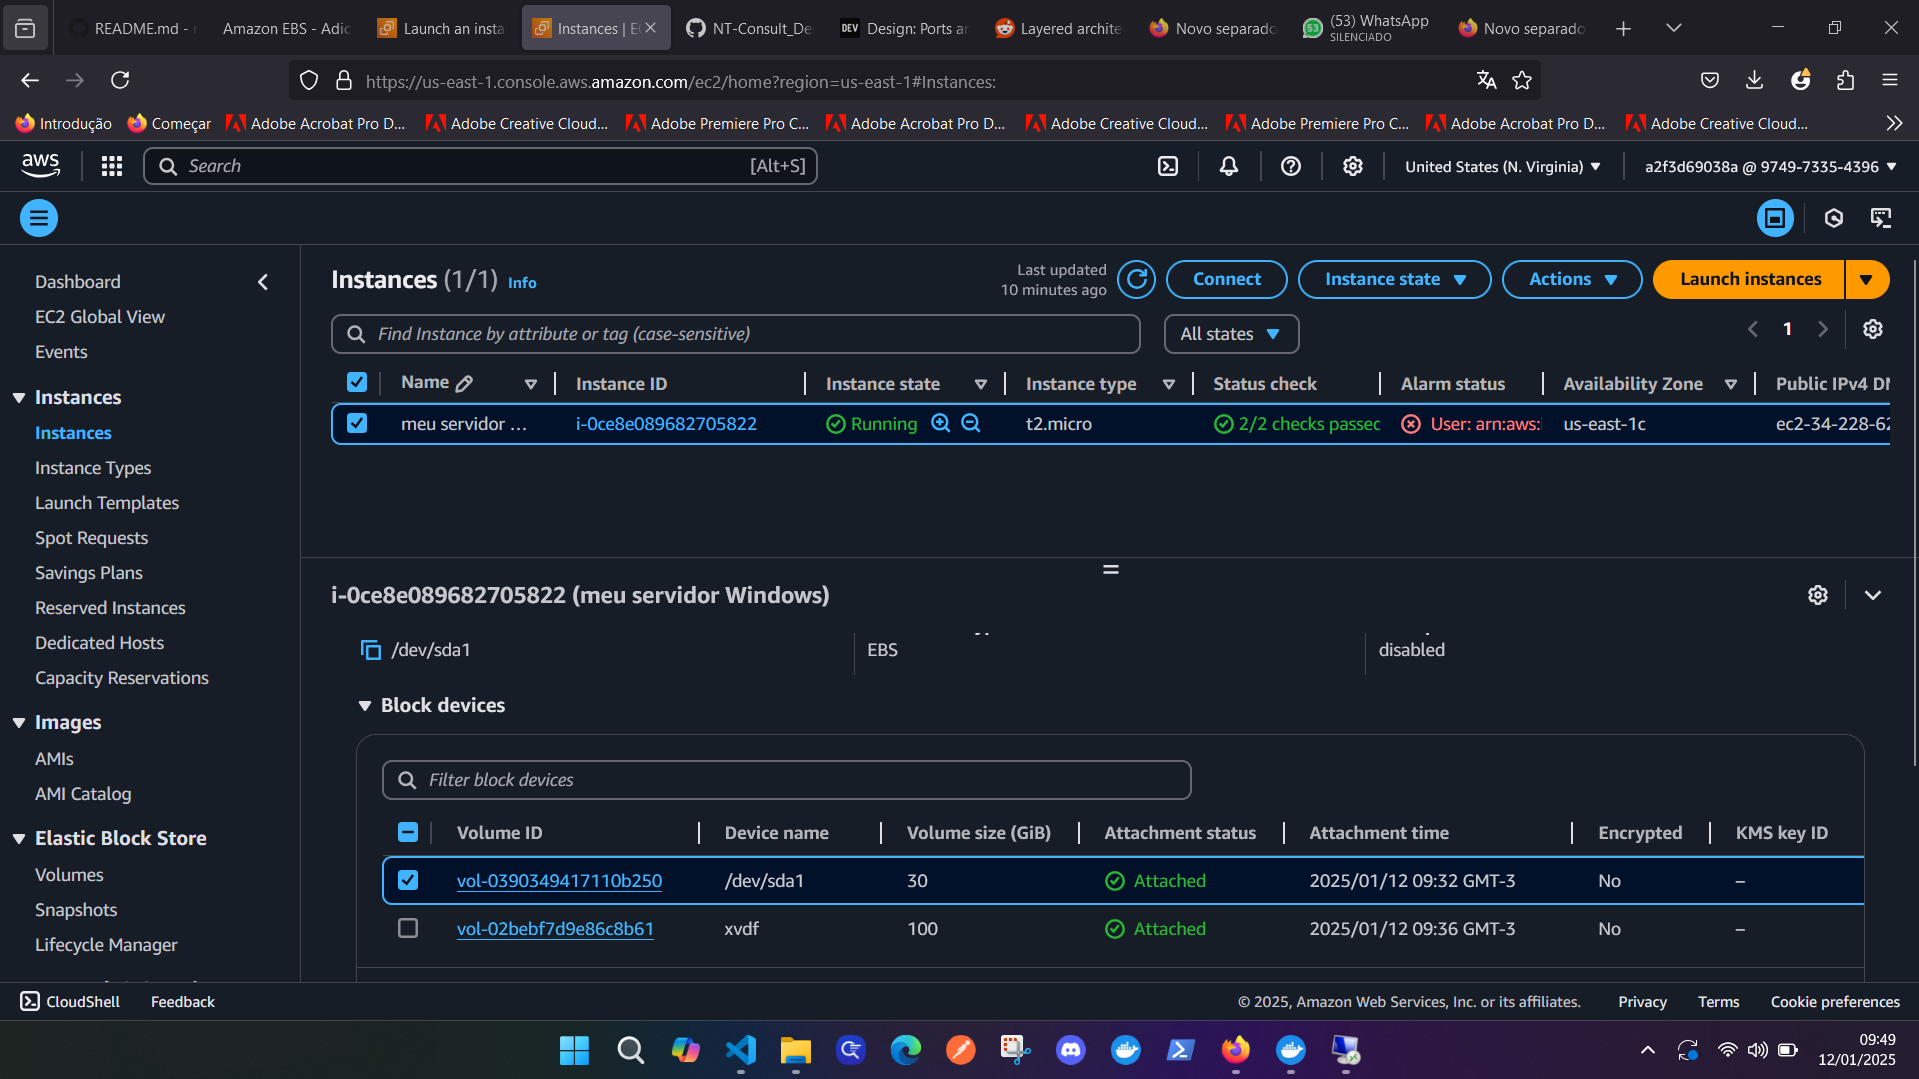 README.md - 
Amazon EBS - Adic
Launch an insta
Instances | EC
NT-Consult_De
DEV
Design: Ports ar
Layered archite
Novo separado
(53) WhatsApp
SILENCIADO
Novo separado
https://us-east-1.console.aws.amazon.com/ec2/home?region=us-east-1#Instances:
Introdução
Começar
Adobe Acrobat Pro D...
Adobe Creative Cloud...
Adobe Premiere Pro C...
Adobe Acrobat Pro D...
Adobe Creative Cloud...
Adobe Premiere Pro C...
Adobe Acrobat Pro D...
Adobe Creative Cloud...
aws
Search
[Alt+S]
United States (N. Virginia)
a2f3d69038a @ 9749-7335-4396
Dashboard
EC2 Global View
Events
Instances
Instances
Instance Types
Launch Templates
Spot Requests
Savings Plans
Reserved Instances
Dedicated Hosts
Capacity Reservations
Images
AMIs
AMI Catalog
Elastic Block Store
Volumes
Snapshots
Lifecycle Manager
Instances (1/1) Info
Last updated
10 minutes ago
Connect
Instance state
Actions
Launch instances
Find Instance by attribute or tag (case-sensitive)
All states
1
Name
Instance ID
Instance state
Instance type
Status check
Alarm status
Availability Zone
Public IPv4 DN
meu servidor ...
i-0ce8e089682705822
Running
t2.micro
2/2 checks passec
User: arn:aws:
us-east-1c
ec2-34-228-62
i-0ce8e089682705822 (meu servidor Windows)
/dev/sda1
EBS
disabled
Block devices
Filter block devices
Volume ID
Device name
Volume size (GiB)
Attachment status
Attachment time
Encrypted
KMS key ID
vol-0390349417110b250
/dev/sda1
30
Attached
2025/01/12 09:32 GMT-3
No
–
vol-02bebf7d9e86c8b61
xvdf
100
Attached
2025/01/12 09:36 GMT-3
No
–
CloudShell
Feedback
© 2025, Amazon Web Services, Inc. or its affiliates.
Privacy
Terms
Cookie preferences
09:49
12/01/2025